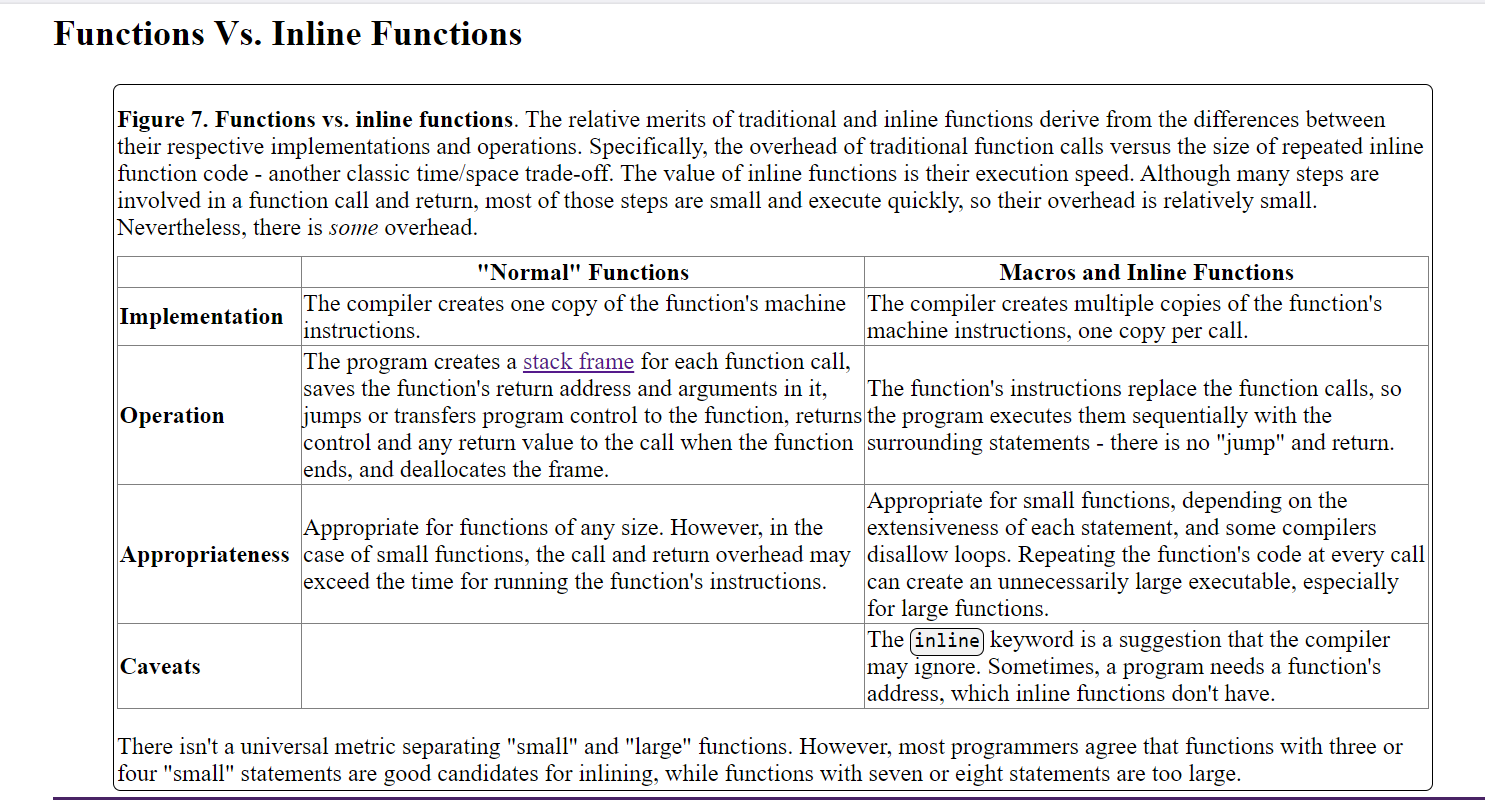 Functions Vs. Inline Functions
Figure 7. Functions vs. inline functions. The relative merits of traditional and inline functions derive from the differences between
their respective implementations and operations. Specifically, the overhead of traditional function calls versus the size of repeated inline
function code - another classic time/space trade-off. The value of inline functions is their execution speed. Although many steps are
involved in a function call and return, most of those steps are small and execute quickly, so their overhead is relatively small.
Nevertheless, there is some overhead.
"Normal" Functions
Macros and Inline Functions
Implementation
The compiler creates one copy of the function's machine
instructions.
The compiler creates multiple copies of the function's
machine instructions, one copy per call.
Operation
The program creates a stack frame for each function call,
saves the function's return address and arguments in it,
jumps or transfers program control to the function, returns
control and any return value to the call when the function
ends, and deallocates the frame.
The function's instructions replace the function calls, so
the program executes them sequentially with the
surrounding statements - there is no "jump" and return.
Appropriateness
Appropriate for functions of any size. However, in the
case of small functions, the call and return overhead may
exceed the time for running the function's instructions.
Appropriate for small functions, depending on the
extensiveness of each statement, and some compilers
disallow loops. Repeating the function's code at every call
can create an unnecessarily large executable, especially
for large functions.
Caveats
The inline keyword is a suggestion that the compiler
may ignore. Sometimes, a program needs a function's
address, which inline functions don't have.
There isn't a universal metric separating "small" and "large" functions. However, most programmers agree that functions with three or
four "small" statements are good candidates for inlining, while functions with seven or eight statements are too large.